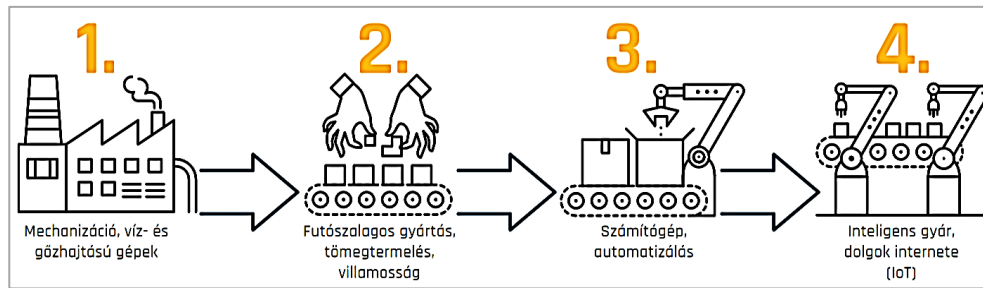 1.
Mechanizáció, víz- és
gőzhajtású gépek
2.
Futószalagos gyártás,
tömegtermelés,
villamosság
3.
Számítógép,
automatizálás
4.
Inteligens gyár,
dolgok internete
(IoT)